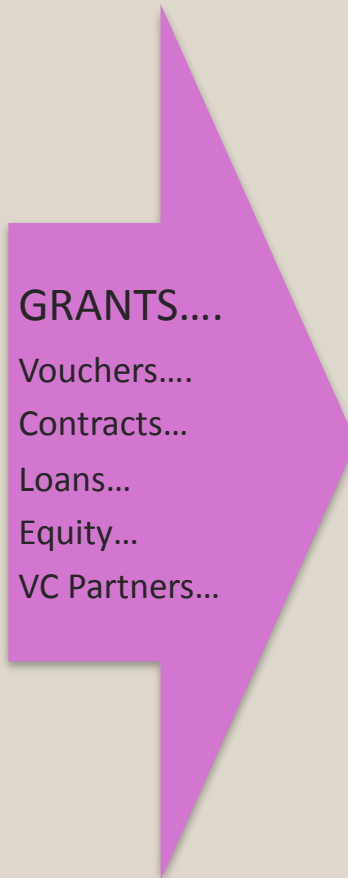 GRANTS….
Vouchers….
Contracts…
Loans…
Equity…
VC Partners…